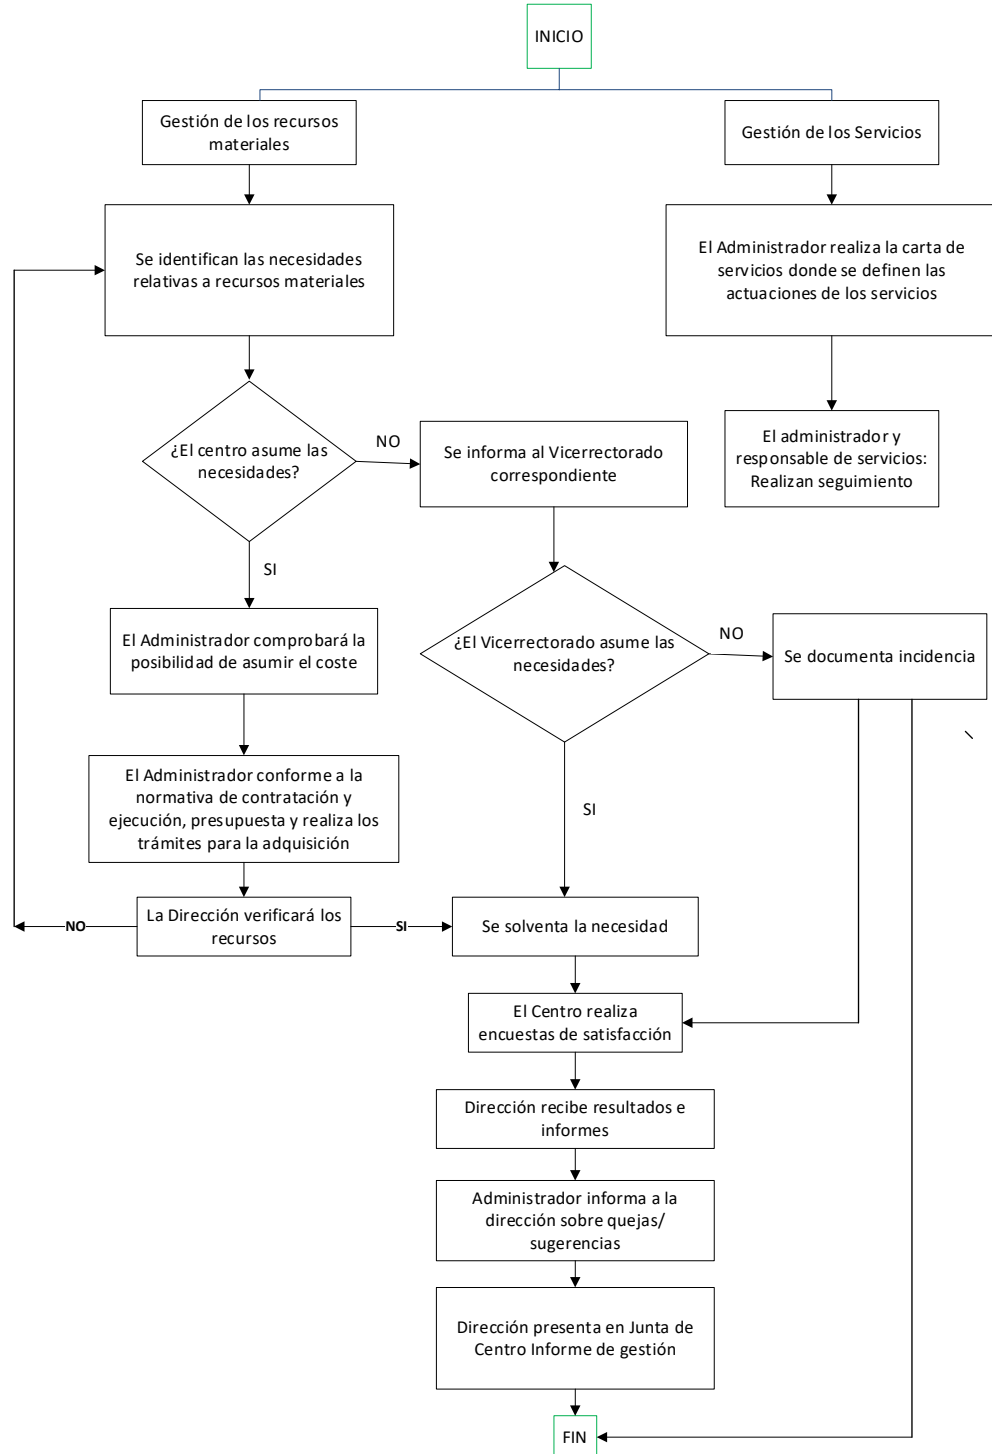 INICIO
Gestión de los recursos
materiales
Gestión de los Servicios
Se identifican las necesidades
relativas a recursos materiales
El Administrador realiza la carta de
servicios donde se definen las
actuaciones de los servicios
¿El centro asume las
necesidades?
NO
Se informa al Vicerrectorado
correspondiente
El administrador y
responsable de servicios:
Realizan seguimiento
SI
El Administrador comprobará la
posibilidad de asumir el coste
¿El Vicerrectorado asume las
necesidades?
NO
Se documenta incidencia
El Administrador conforme a la
normativa de contratación y
ejecución, presupuesta y realiza los
trámites para la adquisición
SI
NO
La Dirección verificará los
recursos
SI
Se solventa la necesidad
El Centro realiza
encuestas de satisfacción
Dirección recibe resultados e
informes
Administrador informa a la
dirección sobre quejas/
sugerencias
Dirección presenta en Junta de
Centro Informe de gestión
FIN